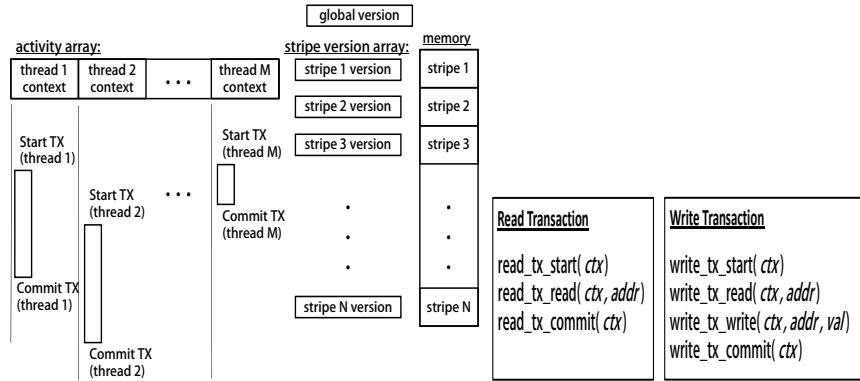 global version
activity array:
stripe version array:
memory
thread 1
context
thread 2
context
. . .
thread M
context
stripe 1 version
stripe 1
stripe 2 version
stripe 2
stripe 3 version
stripe 3
Start TX
(thread 1)
Start TX
(thread 2)
. . .
Start TX
(thread M)
Commit TX
(thread M)
Commit TX
(thread 1)
Commit TX
(thread 2)
stripe N version
stripe N
Read Transaction
read_tx_start( ctx)
read_tx_read( ctx, addr)
read_tx_commit( ctx)
Write Transaction
write_tx_start( ctx)
write_tx_read( ctx, addr)
write_tx_write( ctx, addr, val)
write_tx_commit( ctx)